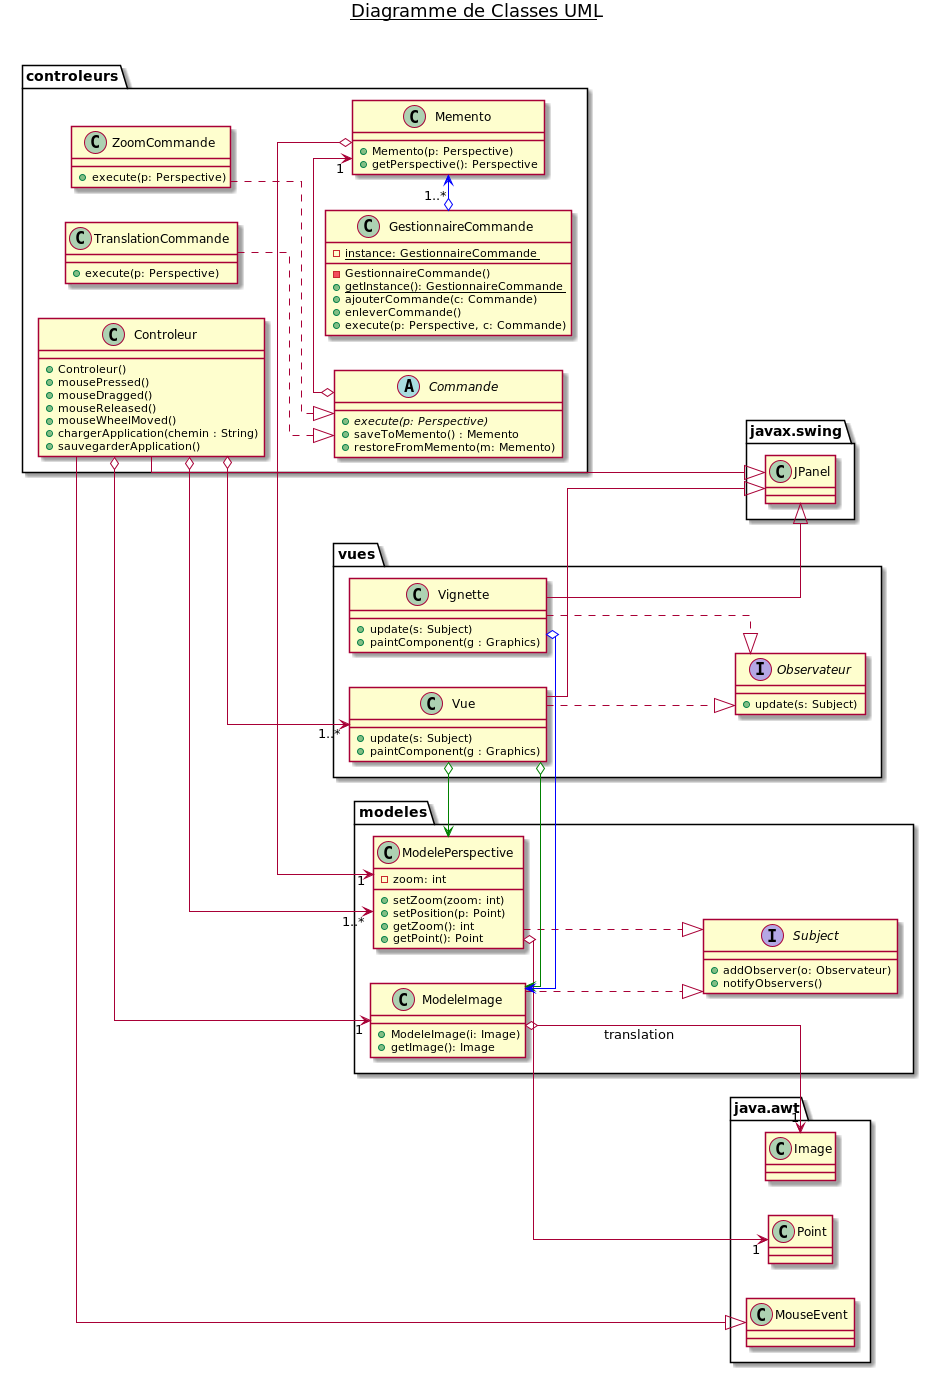 Diagramme de Classes UML
controleurs
C Memento
Memento(p: Perspective)
getPerspective(): Perspective
1
1..*
C ZoomCommande
execute(p: Perspective)
C TranslationCommande
execute(p: Perspective)
C GestionnaireCommande
instance: GestionnaireCommande
GestionnaireCommande()
getInstance(): GestionnaireCommande
ajouterCommande(c: Commande)
enleverCommande()
execute(p: Perspective, c: Commande)
C Controleur
Controleur()
mousePressed()
mouseDragged()
mouseReleased()
mouseWheelMoved()
chargerApplication(chemin : String)
sauvegarderApplication()
A Commande
execute(p: Perspective)
saveToMemento() : Memento
restoreFromMemento(m: Memento)
javax.swing
C JPanel
vues
C Vignette
update(s: Subject)
paintComponent(g : Graphics)
I Observateur
update(s: Subject)
C Vue
update(s: Subject)
paintComponent(g : Graphics)
1..*
modeles
C ModelePerspective
zoom: int
setZoom(zoom: int)
setPosition(p: Point)
getZoom(): int
getPoint(): Point
1
1..*
I Subject
addObserver(o: Observateur)
notifyObservers()
C ModeleImage
ModeleImage(i: Image)
getImage(): Image
1
translation
java.awt
1
C Image
C Point
1
C MouseEvent